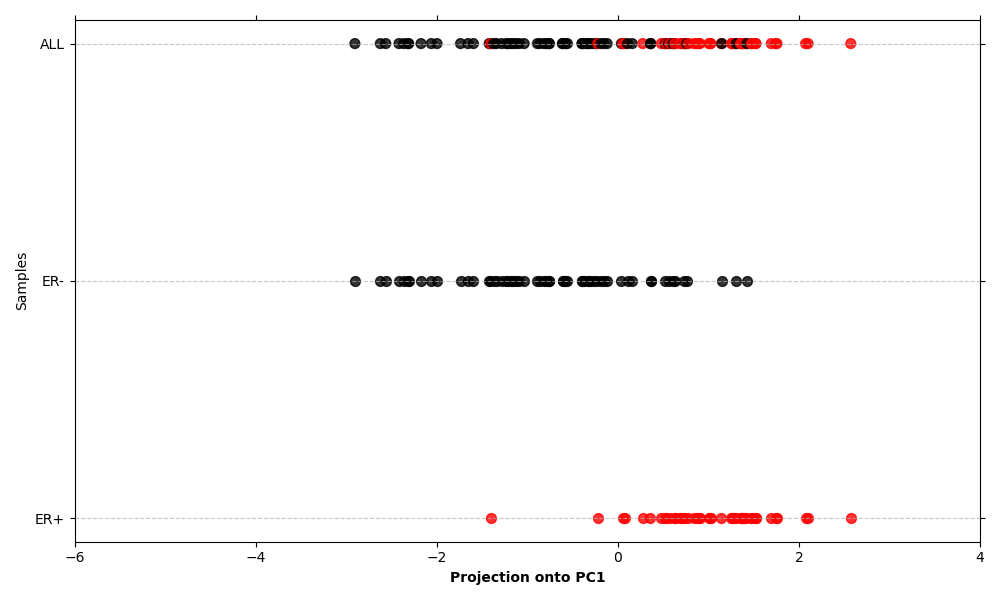 ALL
ER-
ER+
Samples
−6
−4
−2
0
2
4
Projection onto PC1